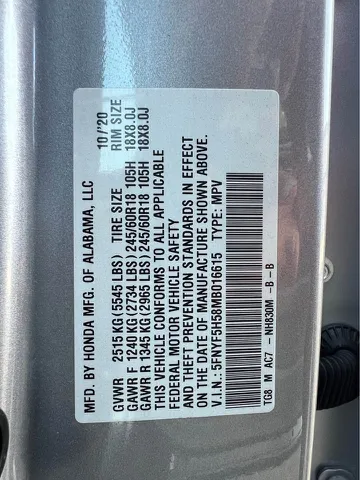 MFD. BY HONDA MFG. OF ALABAMA, LLC 10/'20
GVWR 2515 KG (5545 LBS) TIRE SIZE RIM SIZE
GAWR F 1240 KG (2734 LBS) 245/60R18 105H 18X8.0J
GAWR R 1345 KG (2965 LBS) 245/60R18 105H 18X8.0J
THIS VEHICLE CONFORMS TO ALL APPLICABLE
FEDERAL MOTOR VEHICLE SAFETY
AND THEFT PREVENTION STANDARDS IN EFFECT
ON THE DATE OF MANUFACTURE SHOWN ABOVE.
V.I.N.: 5FNYF5H58MB016615 TYPE: MPV
TG8 M AC7 - NH830M -B-B